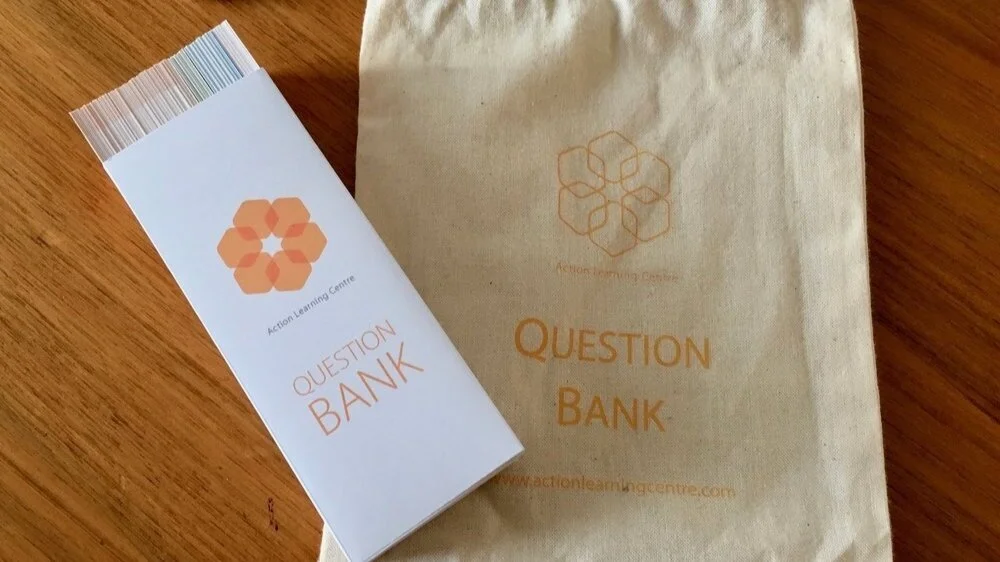 Action Learning Centre
QUESTION
BANK
Action Learning Centre
QUESTION
BANK
www.actionlearningcentre.com